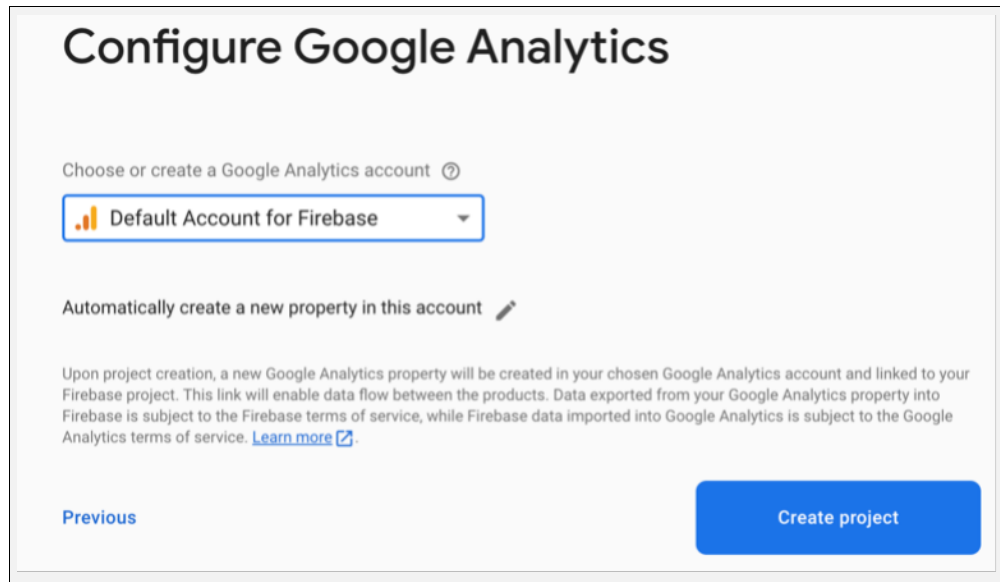 Configure Google Analytics
Choose or create a Google Analytics account
Default Account for Firebase
Automatically create a new property in this account
Upon project creation, a new Google Analytics property will be created in your chosen Google Analytics account and linked to your
Firebase project. This link will enable data flow between the products. Data exported from your Google Analytics property into
Firebase is subject to the Firebase terms of service, while Firebase data imported into Google Analytics is subject to the Google
Analytics terms of service. Learn more.
Previous
Create project